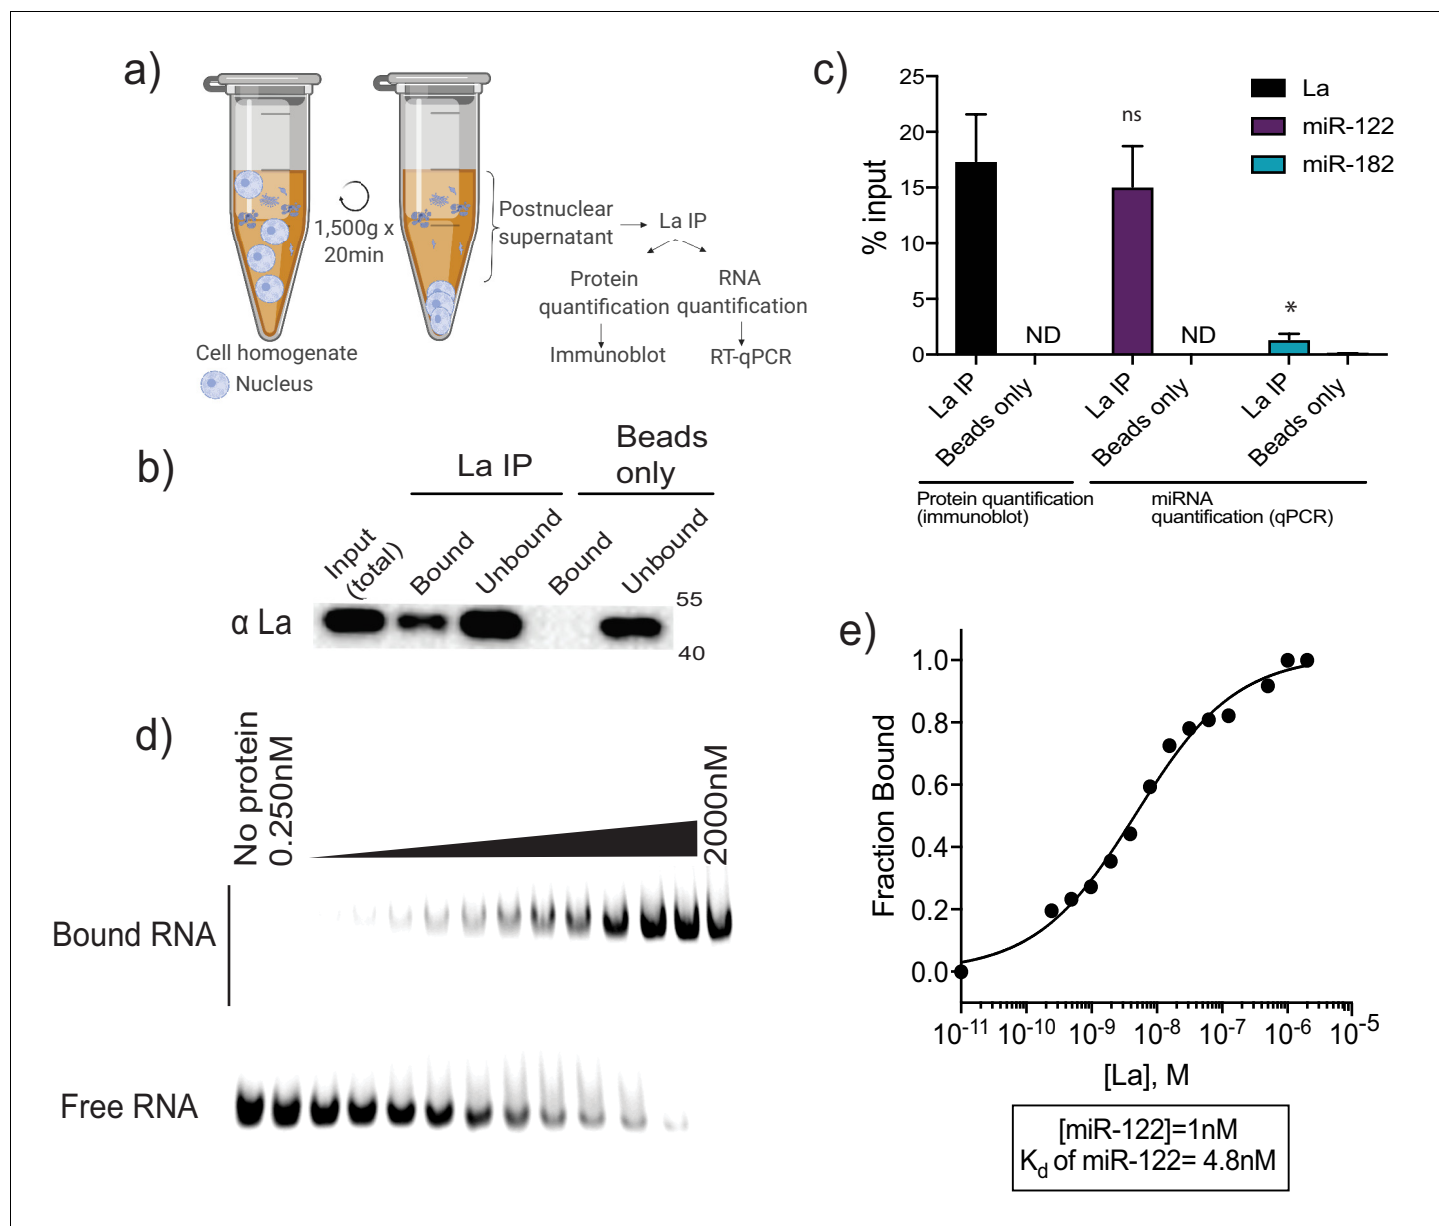 a)
1,500g x
20min
Cell homogenate
Nucleus
Postnuclear
supernatant
La IP
Protein
quantification
RNA
quantification
Immunoblot
RT-qPCR
c)
% input
25
20
15
10
5
0
La
miR-122
miR-182
ND
ns
ND
*
La IP
Beads only
La IP
Beads only
La IP
Beads only
Protein quantification
(immunoblot)
miRNA
quantification (qPCR)
b)
La IP
Beads
only
Input
(total)
Bound
Unbound
Bound
Unbound
α La
55
40
d)
No protein
0.250nM
2000nM
Bound RNA
Free RNA
e)
Fraction Bound
1.0
0.8
0.6
0.4
0.2
0.0
10⁻¹¹
10⁻¹⁰
10⁻⁹
10⁻⁸
10⁻⁷
10⁻⁶
10⁻⁵
[La], M
[miR-122]=1nM
Kd of miR-122= 4.8nM